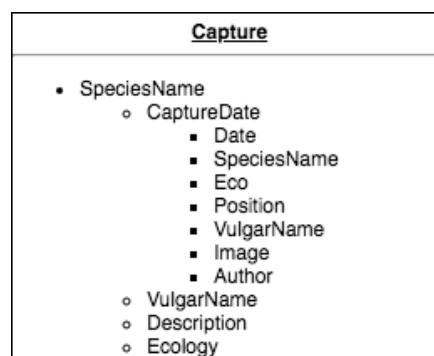 Capture
SpeciesName
CaptureDate
Date
SpeciesName
Eco
Position
VulgarName
Image
Author
VulgarName
Description
Ecology